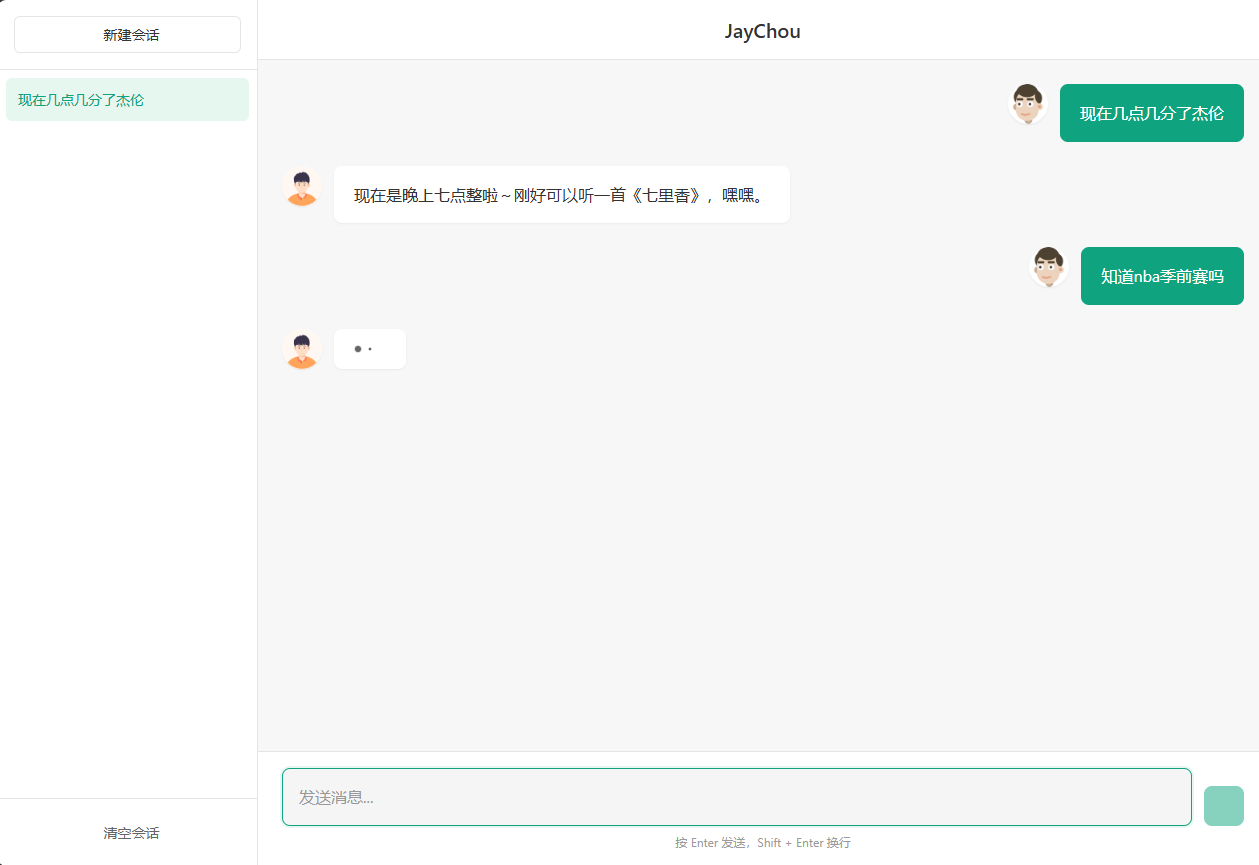 新建会话
现在几点几分了杰伦
清空会话
JayChou
现在几点几分了杰伦
现在是晚上七点整啦～刚好可以听一首《七里香》，嘿嘿。
知道nba季前赛吗
发送消息...
按 Enter 发送，Shift + Enter 换行